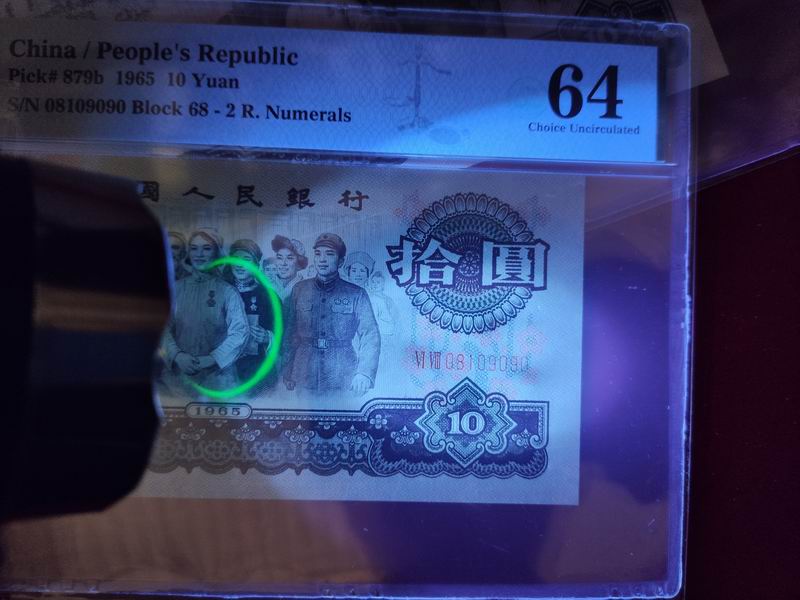 China / People's Republic
Pick# 879b 1965 10 Yuan
S/N 08109090 Block 68 - 2 R. Numerals
64
Choice Uncirculated
國人民銀行
拾圓
VI VIII 08109090
1965
10